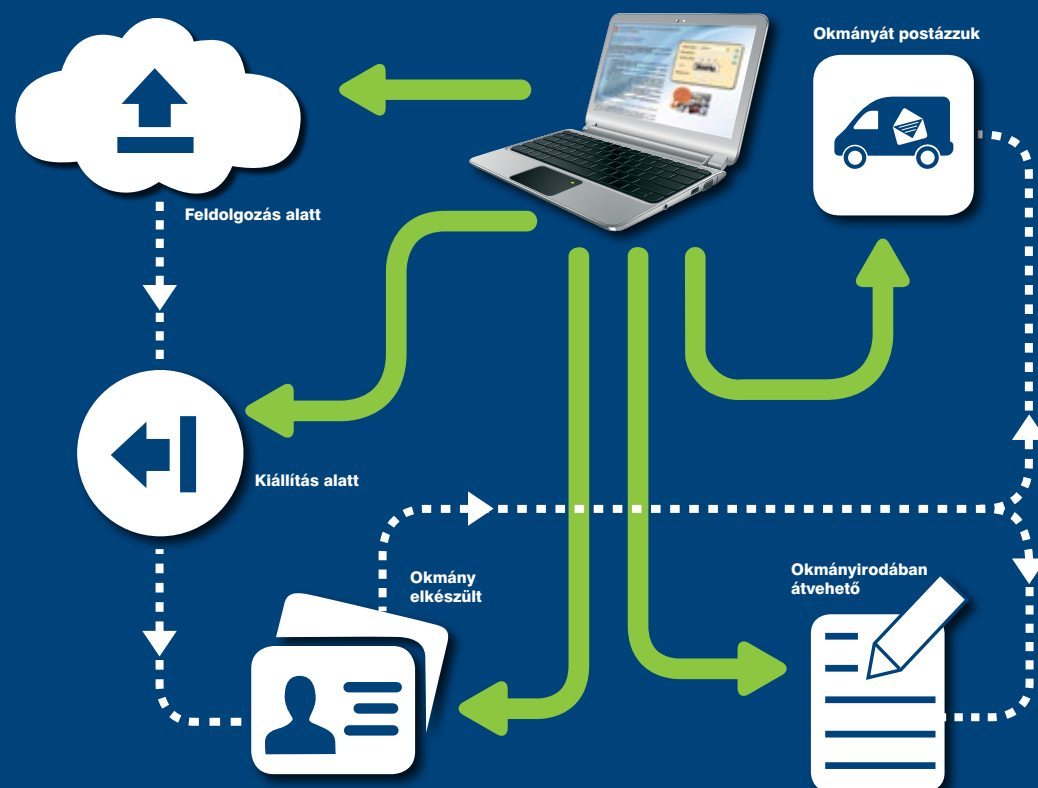 Okmányát postázzuk
Feldolgozás alatt
Kiállítás alatt
Okmány
elkészült
Okmányirodában
átvehető